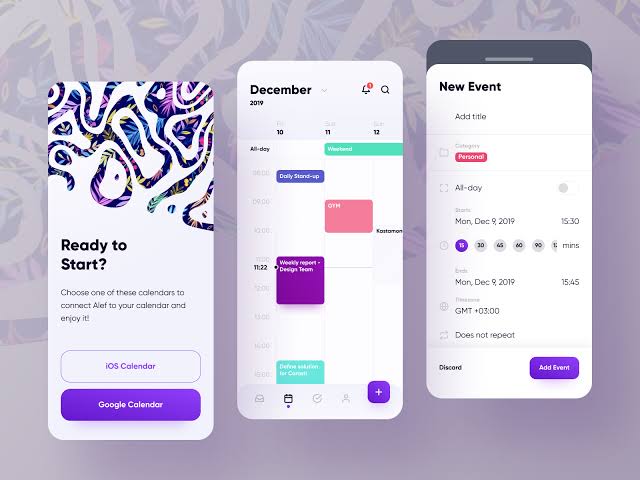 Ready to
Start?
Choose one of these calendars to
connect Alef to your calendar and
enjoy it!
iOS Calendar
Google Calendar
December
2019
1
Fri
10
Sat
11
Sun
12
All-day
Weekend
08:00
Daily Stand-up
09:00
GYM
10:00
Kastamon
11:00
11:22
Weekly report -
Design Team
12:00
13:00
14:00
Define solution
for Carasti
15:00
+
New Event
Add title
Category
Personal
All-day
Starts
Mon, Dec 9, 2019
15:30
15
30
45
60
90
mins
Ends
Mon, Dec 9, 2019
15:45
Timezone
GMT +03:00
Does not repeat
Discord
Add Event